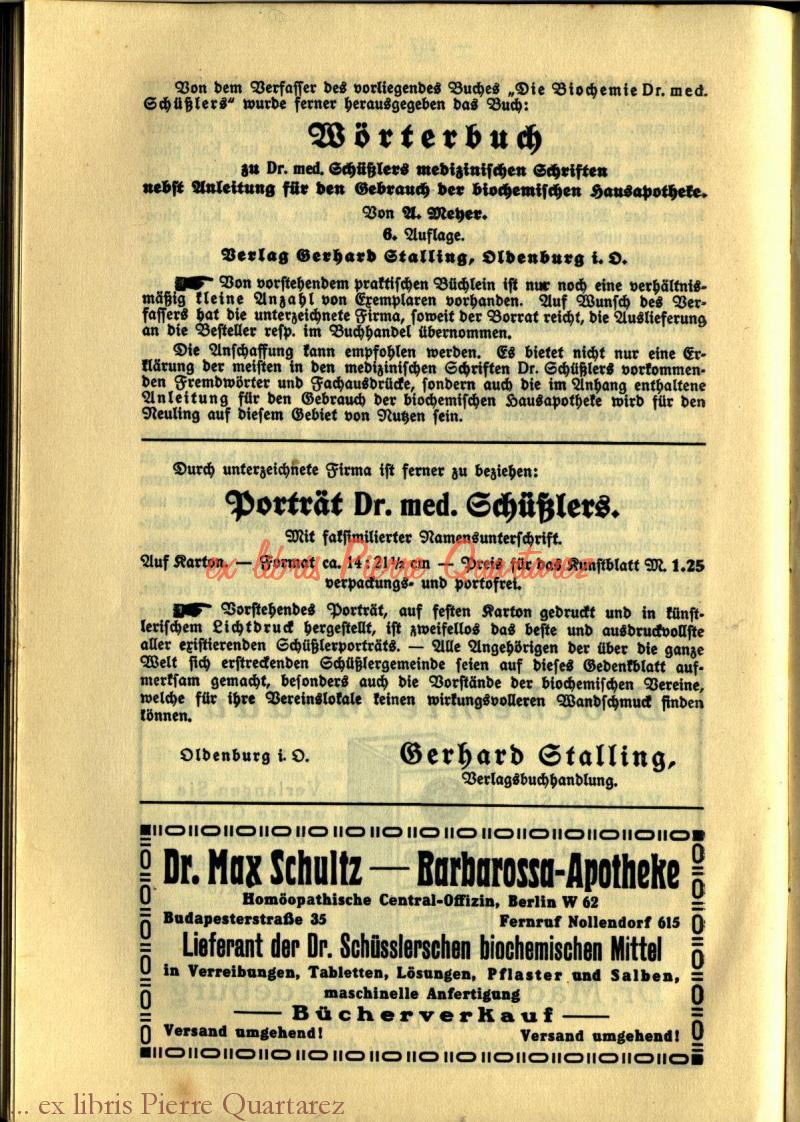 Von dem Verfasser des vorliegendes Buches „Die Biochemie Dr. med.
Schüßlers“ wurde ferner herausgegeben das Buch:
Wörterbuch
zu Dr. med. Schüßlers medizinischen Schriften
nebst Anleitung für den Gebrauch der biochemischen Hausapotheke.
Von A. Meyer.
6. Auflage.
Verlag Gerhard Stalling, Oldenburg i. O.
☛ Von vorstehendem praktischen Büchlein ist nur noch eine verhältnis-
mäßig kleine Anzahl von Exemplaren vorhanden. Auf Wunsch des Ver-
fassers hat die unterzeichnete Firma, soweit der Vorrat reicht, die Auslieferung
an die Besteller resp. im Buchhandel übernommen.
Die Anschaffung kann empfohlen werden. Es bietet nicht nur eine Er-
klärung der meisten in den medizinischen Schriften Dr. Schüßlers vorkommen-
den Fremdwörter und Fachausdrücke, sondern auch die im Anhang enthaltene
Anleitung für den Gebrauch der biochemischen Hausapotheke wird für den
Neuling auf diesem Gebiet von Nutzen sein.
Durch unterzeichnete Firma ist ferner zu beziehen:
Porträt Dr. med. Schüßlers.
Mit faksimilierter Namensunterschrift.
Auf Karton. — Format ca. 14 : 21½ cm — Preis für das Kunstblatt M. 1.25
verpackungs- und portofrei.
ex libris Pierre Quartarez
☛ Vorstehendes Porträt, auf festen Karton gedruckt und in künst-
lerischem Lichtdruck hergestellt, ist zweifellos das beste und ausdruckvollste
aller existierenden Schüßlerporträts. — Alle Angehörigen der über die ganze
Welt sich erstreckenden Schüßlergemeinde seien auf dieses Gedenkblatt auf-
merksam gemacht, besonders auch die Vorstände der biochemischen Vereine,
welche für ihre Vereinslokale keinen wirkungsvolleren Wandschmuck finden
können.
Oldenburg i. O.
Gerhard Stalling,
Verlagsbuchhandlung.
Dr. Max Schultz — Barbarossa-Apotheke
Homöopathische Central-Offizin, Berlin W 62
Budapesterstraße 35 Fernruf Nollendorf 615
Lieferant der Dr. Schüsslerschen biochemischen Mittel
in Verreibungen, Tabletten, Lösungen, Pflaster und Salben,
maschinelle Anfertigung
— Bücherverkauf —
Versand umgehend! Versand umgehend!
... ex libris Pierre Quartarez